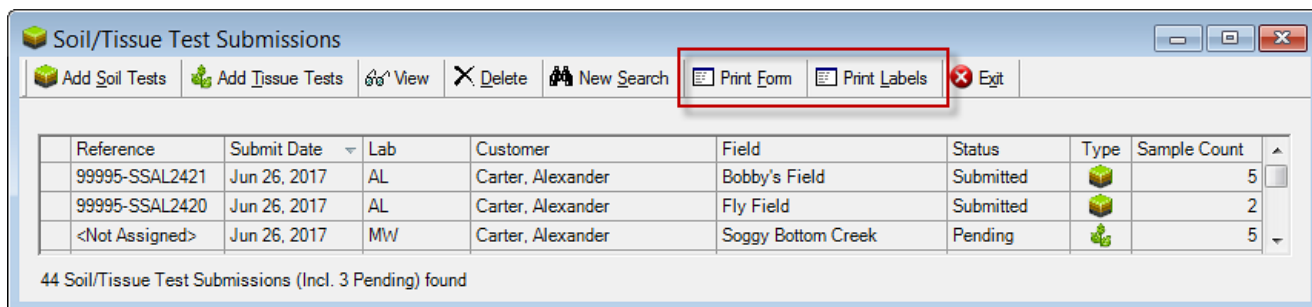 Soil/Tissue Test Submissions
Add Soil Tests Add Tissue Tests View Delete New Search Print Form Print Labels Exit
Reference Submit Date Lab Customer Field Status Type Sample Count
99995-SSAL2421 Jun 26, 2017 AL Carter, Alexander Bobby's Field Submitted 5
99995-SSAL2420 Jun 26, 2017 AL Carter, Alexander Fly Field Submitted 2
<Not Assigned> Jun 26, 2017 MW Carter, Alexander Soggy Bottom Creek Pending 5
44 Soil/Tissue Test Submissions (Incl. 3 Pending) found